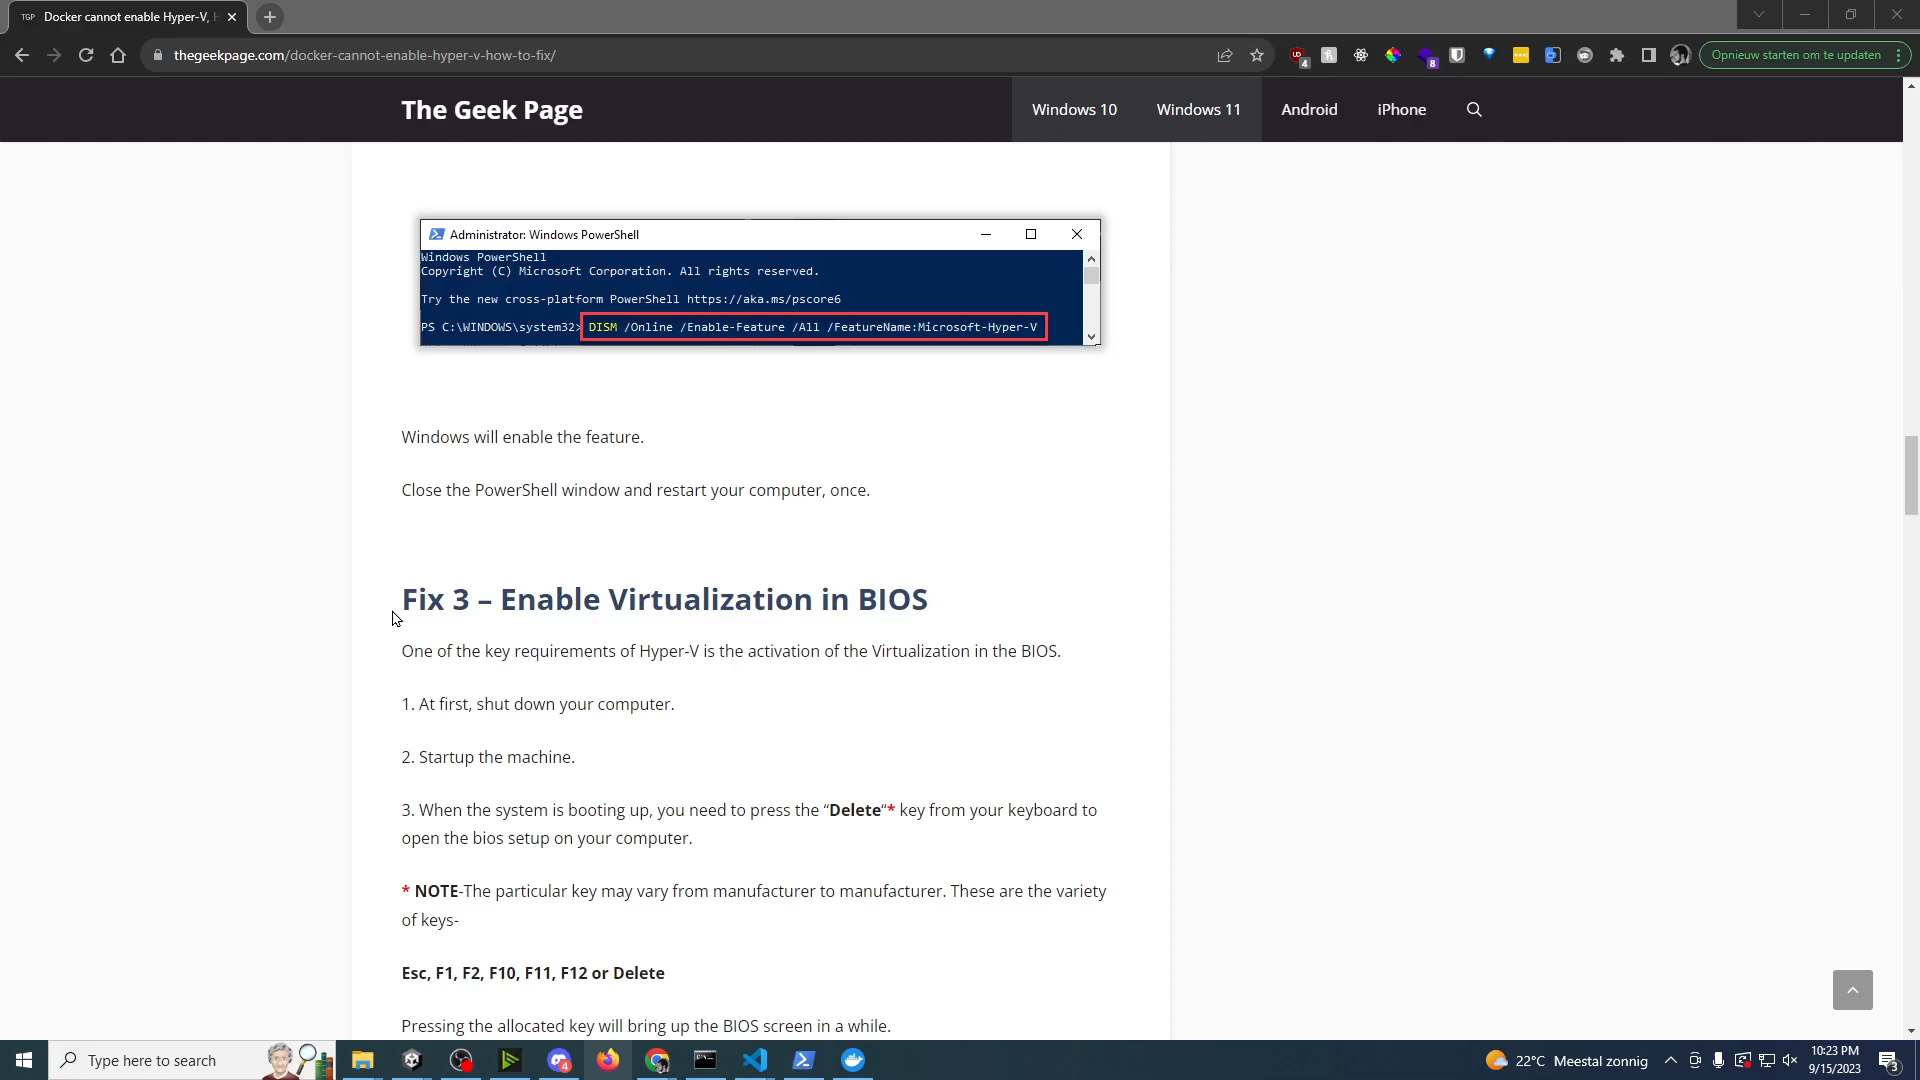 TGP Docker cannot enable Hyper-V, H
thegeekpage.com/docker-cannot-enable-hyper-v-how-to-fix/
4
8
Opnieuw starten om te updaten
The Geek Page
Windows 10
Windows 11
Android
iPhone
Administrator: Windows PowerShell
Windows PowerShell
Copyright (C) Microsoft Corporation. All rights reserved.
Try the new cross-platform PowerShell https://aka.ms/pscore6
PS C:\WINDOWS\system32> DISM /Online /Enable-Feature /All /FeatureName:Microsoft-Hyper-V
Windows will enable the feature.
Close the PowerShell window and restart your computer, once.
Fix 3 – Enable Virtualization in BIOS
One of the key requirements of Hyper-V is the activation of the Virtualization in the BIOS.
1. At first, shut down your computer.
2. Startup the machine.
3. When the system is booting up, you need to press the “Delete“* key from your keyboard to
open the bios setup on your computer.
* NOTE-The particular key may vary from manufacturer to manufacturer. These are the variety
of keys-
Esc, F1, F2, F10, F11, F12 or Delete
Pressing the allocated key will bring up the BIOS screen in a while.
Type here to search
4
22°C Meestal zonnig
10:23 PM
9/15/2023
3